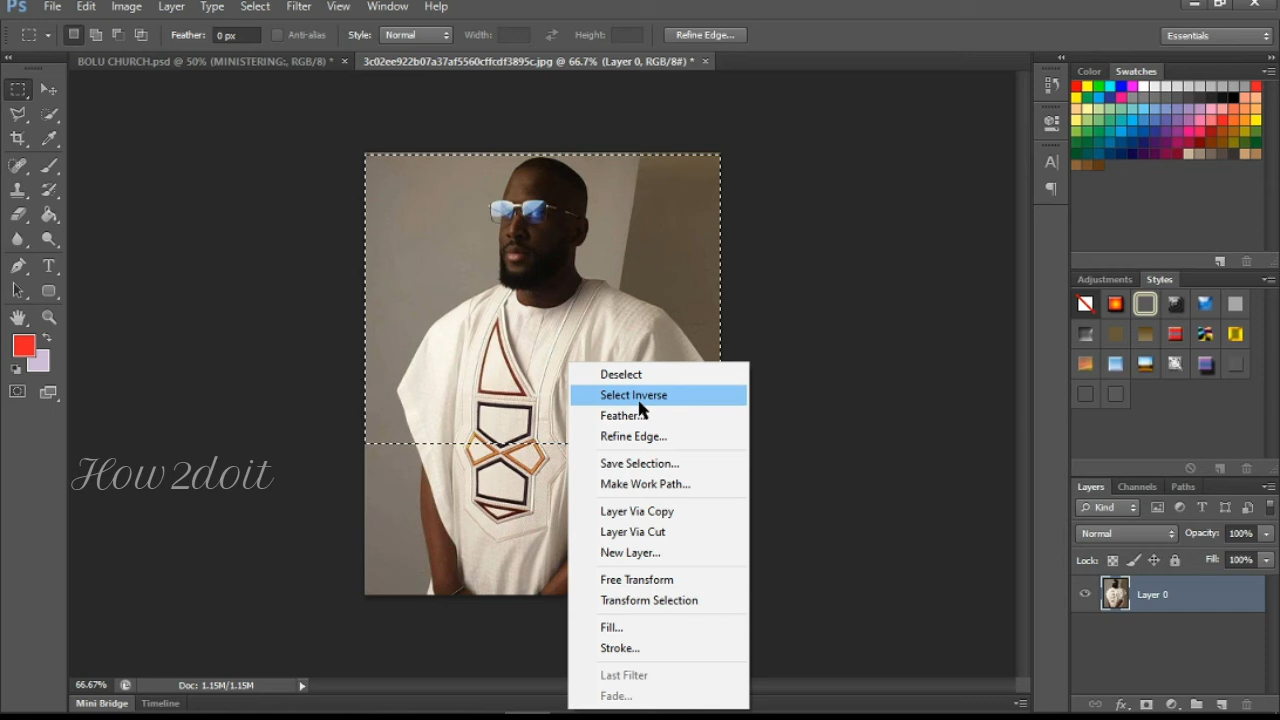 Ps File Edit Image Layer Type Select Filter View Window Help
Feather: 0 px Anti-alias Style: Normal Width: Height: Refine Edge... Essentials
BOLU CHURCH.psd @ 50% (MINISTERING:, RGB/8) * × 3c02ee922b07a37af5560cffcdf3895c.jpg @ 66.7% (Layer 0, RGB/8#) * ×
Color Swatches
Adjustments Styles
Deselect
Select Inverse
Feather...
Refine Edge...
Save Selection...
Make Work Path...
Layer Via Copy
Layer Via Cut
New Layer...
Free Transform
Transform Selection
Fill...
Stroke...
Last Filter
Fade...
How 2doit
Layers Channels Paths
Kind
Normal Opacity: 100%
Lock: Fill: 100%
Layer 0
66.67% Doc: 1.15M/1.15M
Mini Bridge Timeline